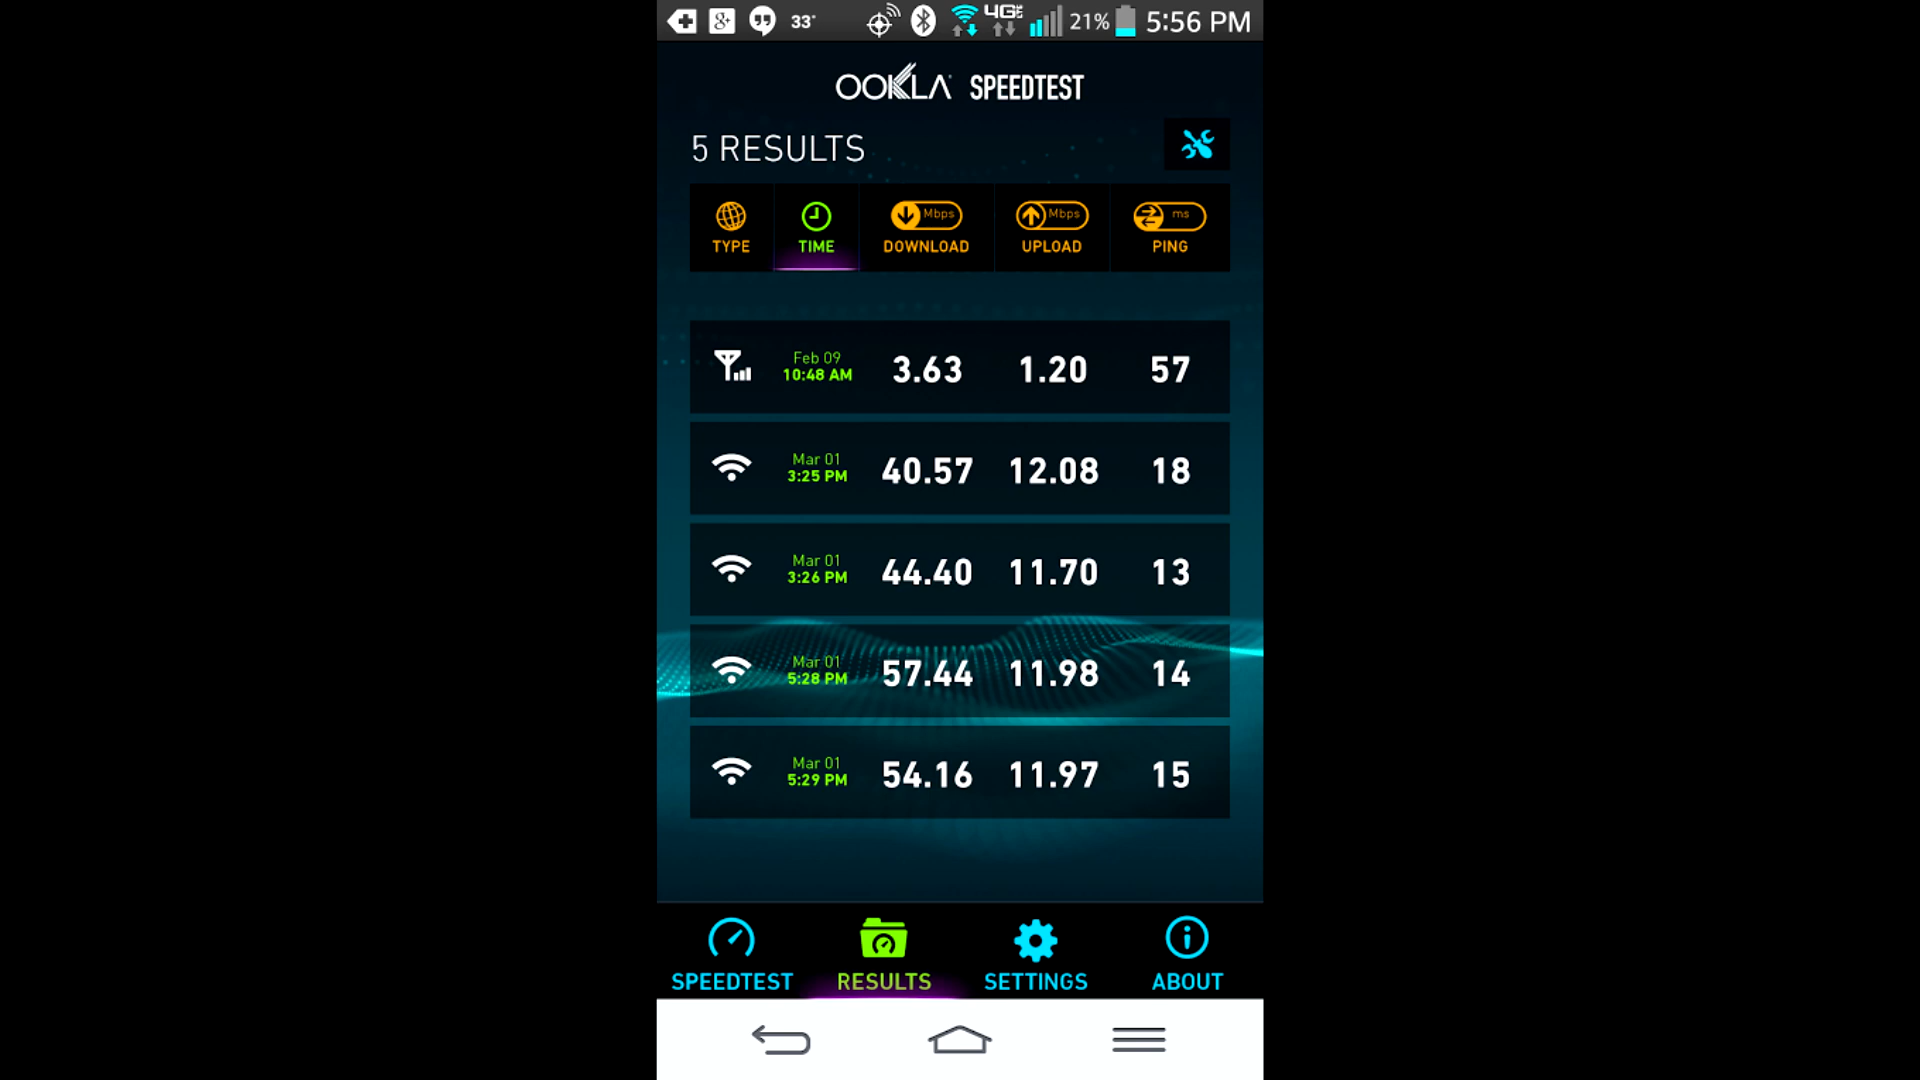 33° 4G LTE 21% 5:56 PM
OOKLA SPEEDTEST
5 RESULTS
Mbps Mbps ms
TYPE TIME DOWNLOAD UPLOAD PING
Feb 09
10:48 AM 3.63 1.20 57
Mar 01
3:25 PM 40.57 12.08 18
Mar 01
3:26 PM 44.40 11.70 13
Mar 01
5:28 PM 57.44 11.98 14
Mar 01
5:29 PM 54.16 11.97 15
SPEEDTEST RESULTS SETTINGS ABOUT